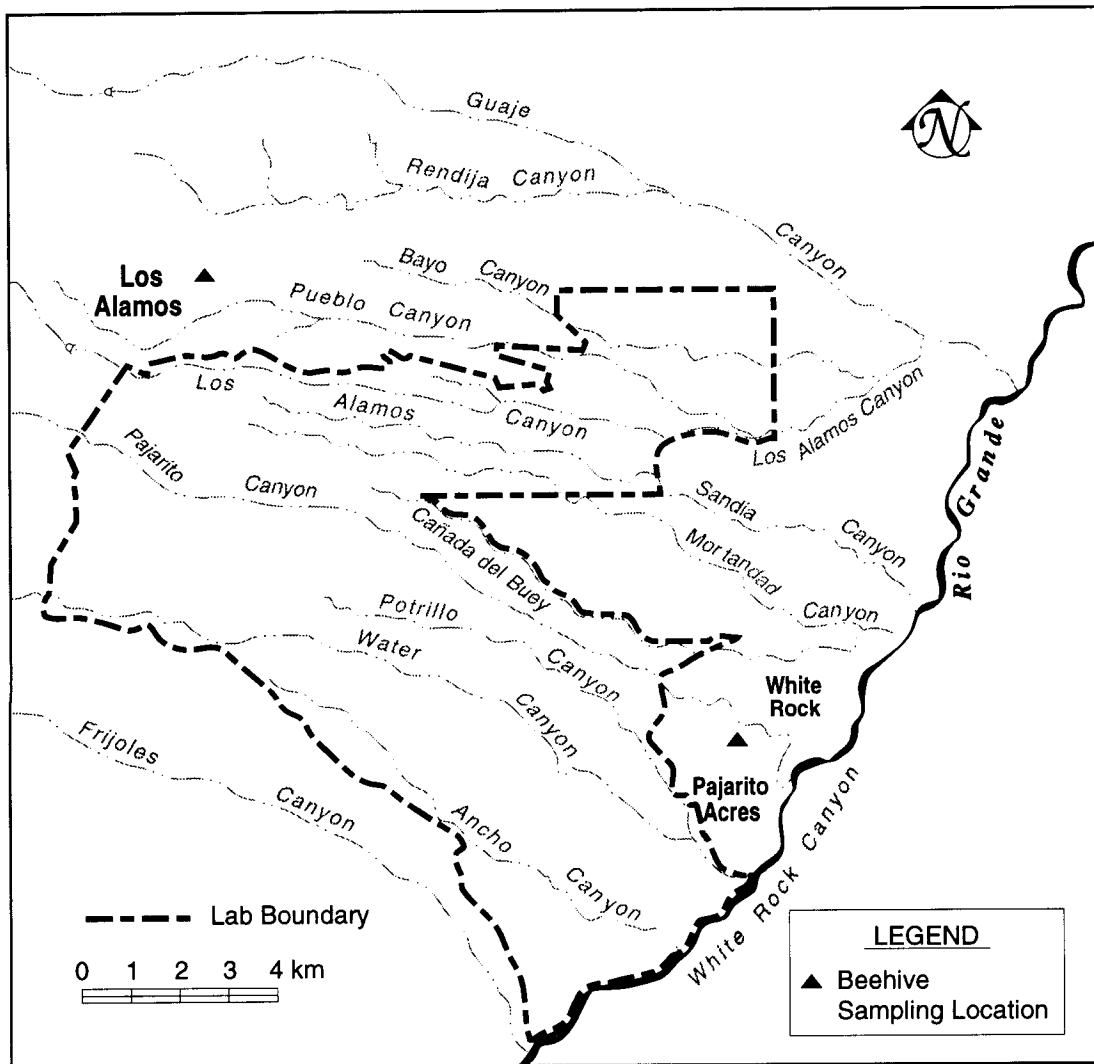 Guaje
N
Rendija Canyon
Canyon
Bayo Canyon
Los
Alamos
Pueblo Canyon
Los Alamos Canyon
Los Alamos Canyon
Rio Grande
Pajarito Canyon
Sandia Canyon
Cañada del Buey
Mortandad Canyon
Potrillo Canyon
Water Canyon
White
Rock
Frijoles Canyon
Pajarito
Acres
Ancho Canyon
White Rock Canyon
Lab Boundary
0 1 2 3 4 km
LEGEND
Beehive
Sampling Location